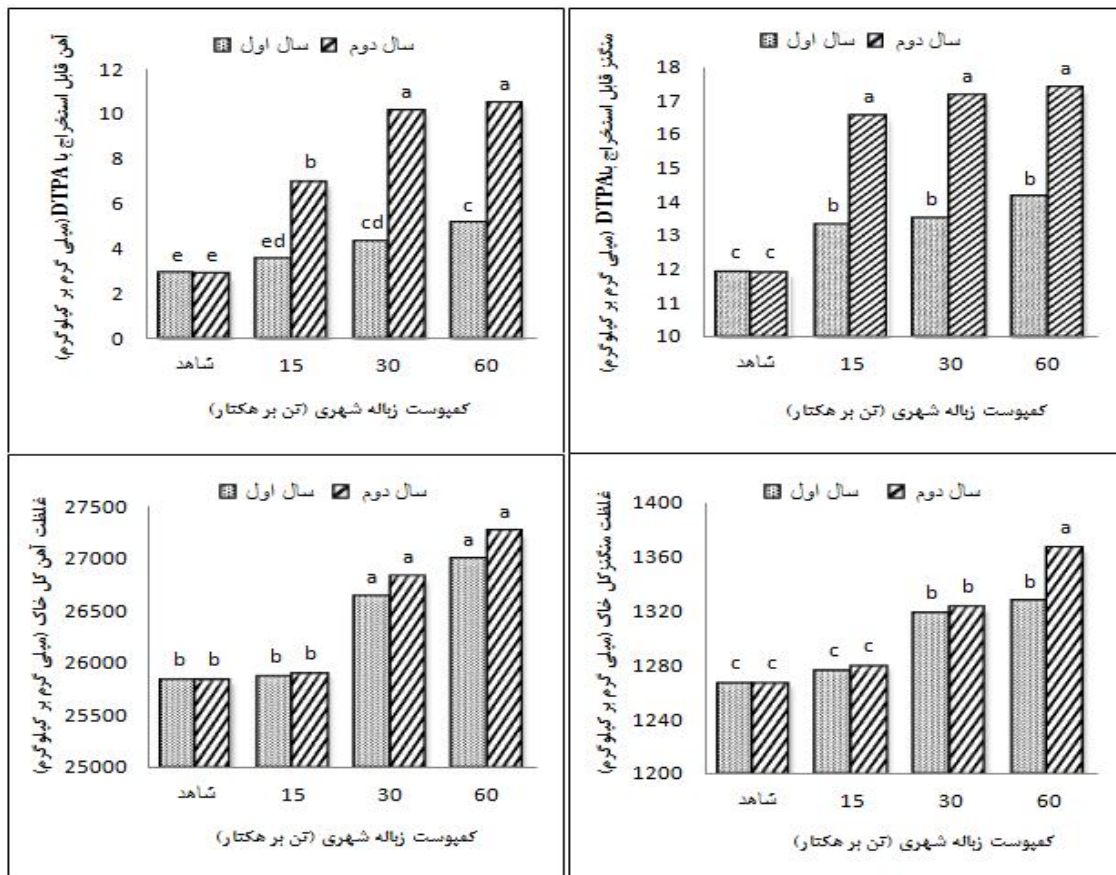 سال اول سال دوم
آهن قابل استخراج با DTPA (میلی گرم بر کیلوگرم)
12
10
8
6
4
2
0
e e ed b cd a c a
شاهد 15 30 60
کمپوست زباله شهری (تن بر هکتار)
سال اول سال دوم
منگنز قابل استخراج با DTPA (میلی گرم بر کیلوگرم)
18
17
16
15
14
13
12
11
10
c c b a b a b a
شاهد 15 30 60
کمپوست زباله شهری (تن بر هکتار)
سال اول سال دوم
غلظت آهن کل خاک (میلی گرم بر کیلوگرم)
27500
27000
26500
26000
25500
25000
b b b b a a a a
شاهد 15 30 60
کمپوست زباله شهری (تن بر هکتار)
سال اول سال دوم
غلظت منگنز کل خاک (میلی گرم بر کیلوگرم)
1400
1360
1320
1280
1240
1200
c c c c b b b a
شاهد 15 30 60
کمپوست زباله شهری (تن بر هکتار)